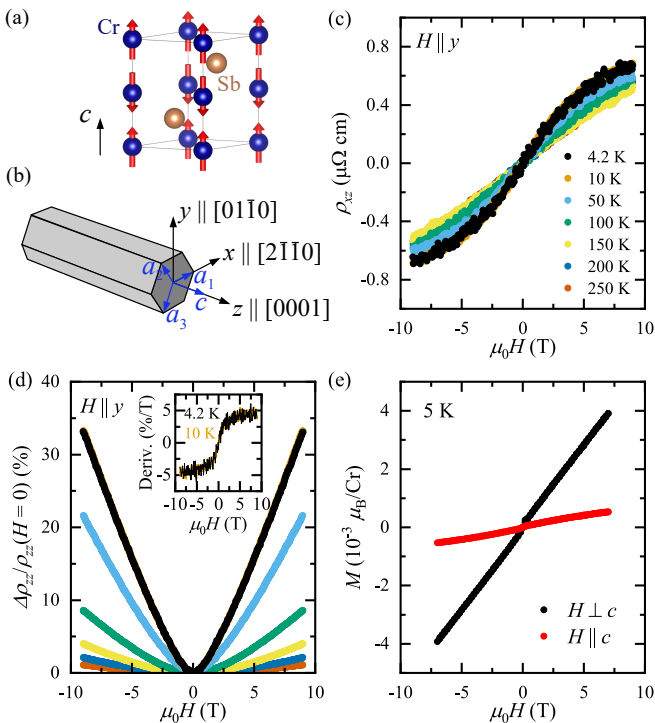 (a)
Cr
Sb
c
(b)
y || [011̄0]
x || [21̄1̄0]
a₂
a₁
c
z || [0001]
a₃
(c)
H || y
0.8
0.4
0.0
-0.4
-0.8
ρxz (μΩ cm)
4.2 K
10 K
50 K
100 K
150 K
200 K
250 K
-10 -5 0 5 10
μ₀H (T)
(d)
H || y
40
30
20
10
0
Δρzz/ρzz(H = 0) (%)
5
0
-5
Deriv. (%/T)
4.2 K
10 K
-10 -5 0 5 10
μ₀H (T)
-10 -5 0 5 10
μ₀H (T)
(e)
5 K
4
2
0
-2
-4
M (10⁻³ μB/Cr)
H ⊥ c
H || c
-10 -5 0 5 10
μ₀H (T)